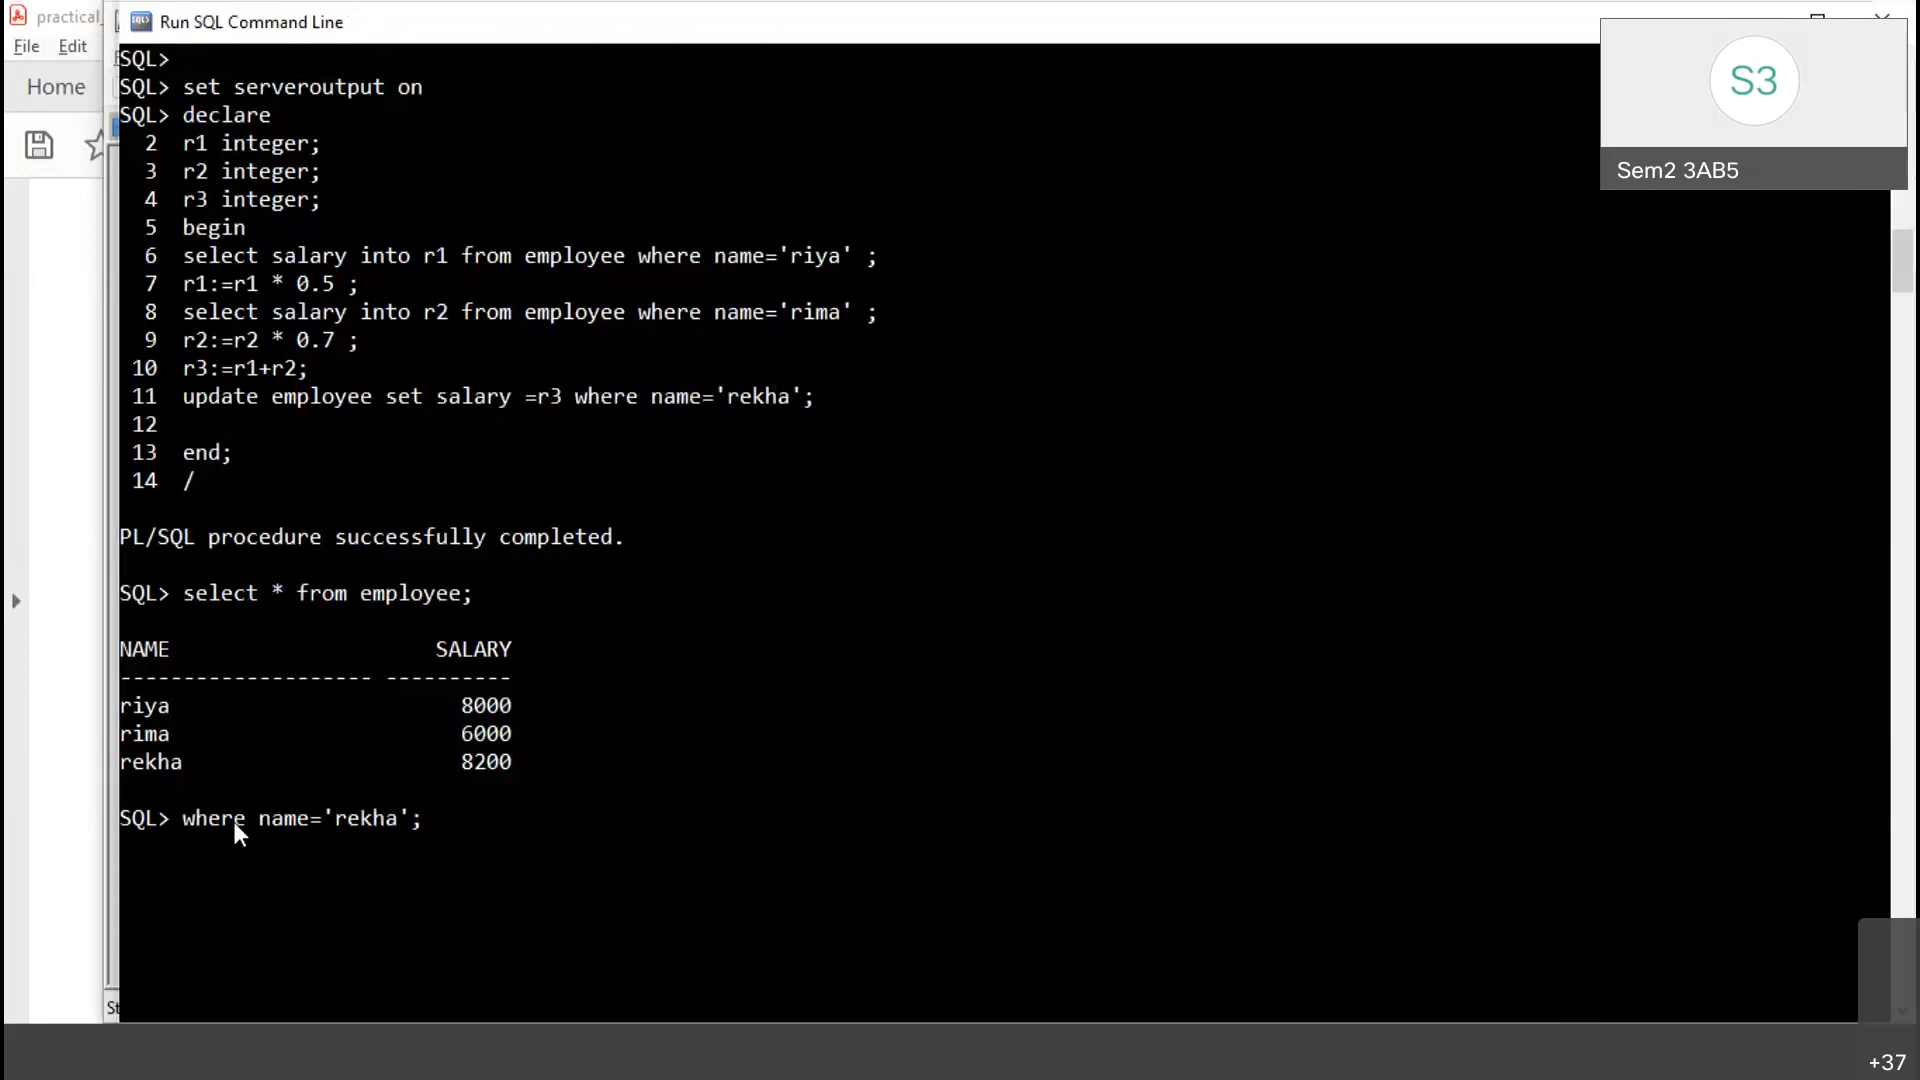 practical_
Run SQL Command Line
File Edit
Home
S3
Sem2 3AB5
SQL>
SQL> set serveroutput on
SQL> declare
2 r1 integer;
3 r2 integer;
4 r3 integer;
5 begin
6 select salary into r1 from employee where name='riya' ;
7 r1:=r1 * 0.5 ;
8 select salary into r2 from employee where name='rima' ;
9 r2:=r2 * 0.7 ;
10 r3:=r1+r2;
11 update employee set salary =r3 where name='rekha';
12
13 end;
14 /
PL/SQL procedure successfully completed.
SQL> select * from employee;
NAME SALARY
-------------------- ----------
riya 8000
rima 6000
rekha 8200
SQL> where name='rekha';
St
+37